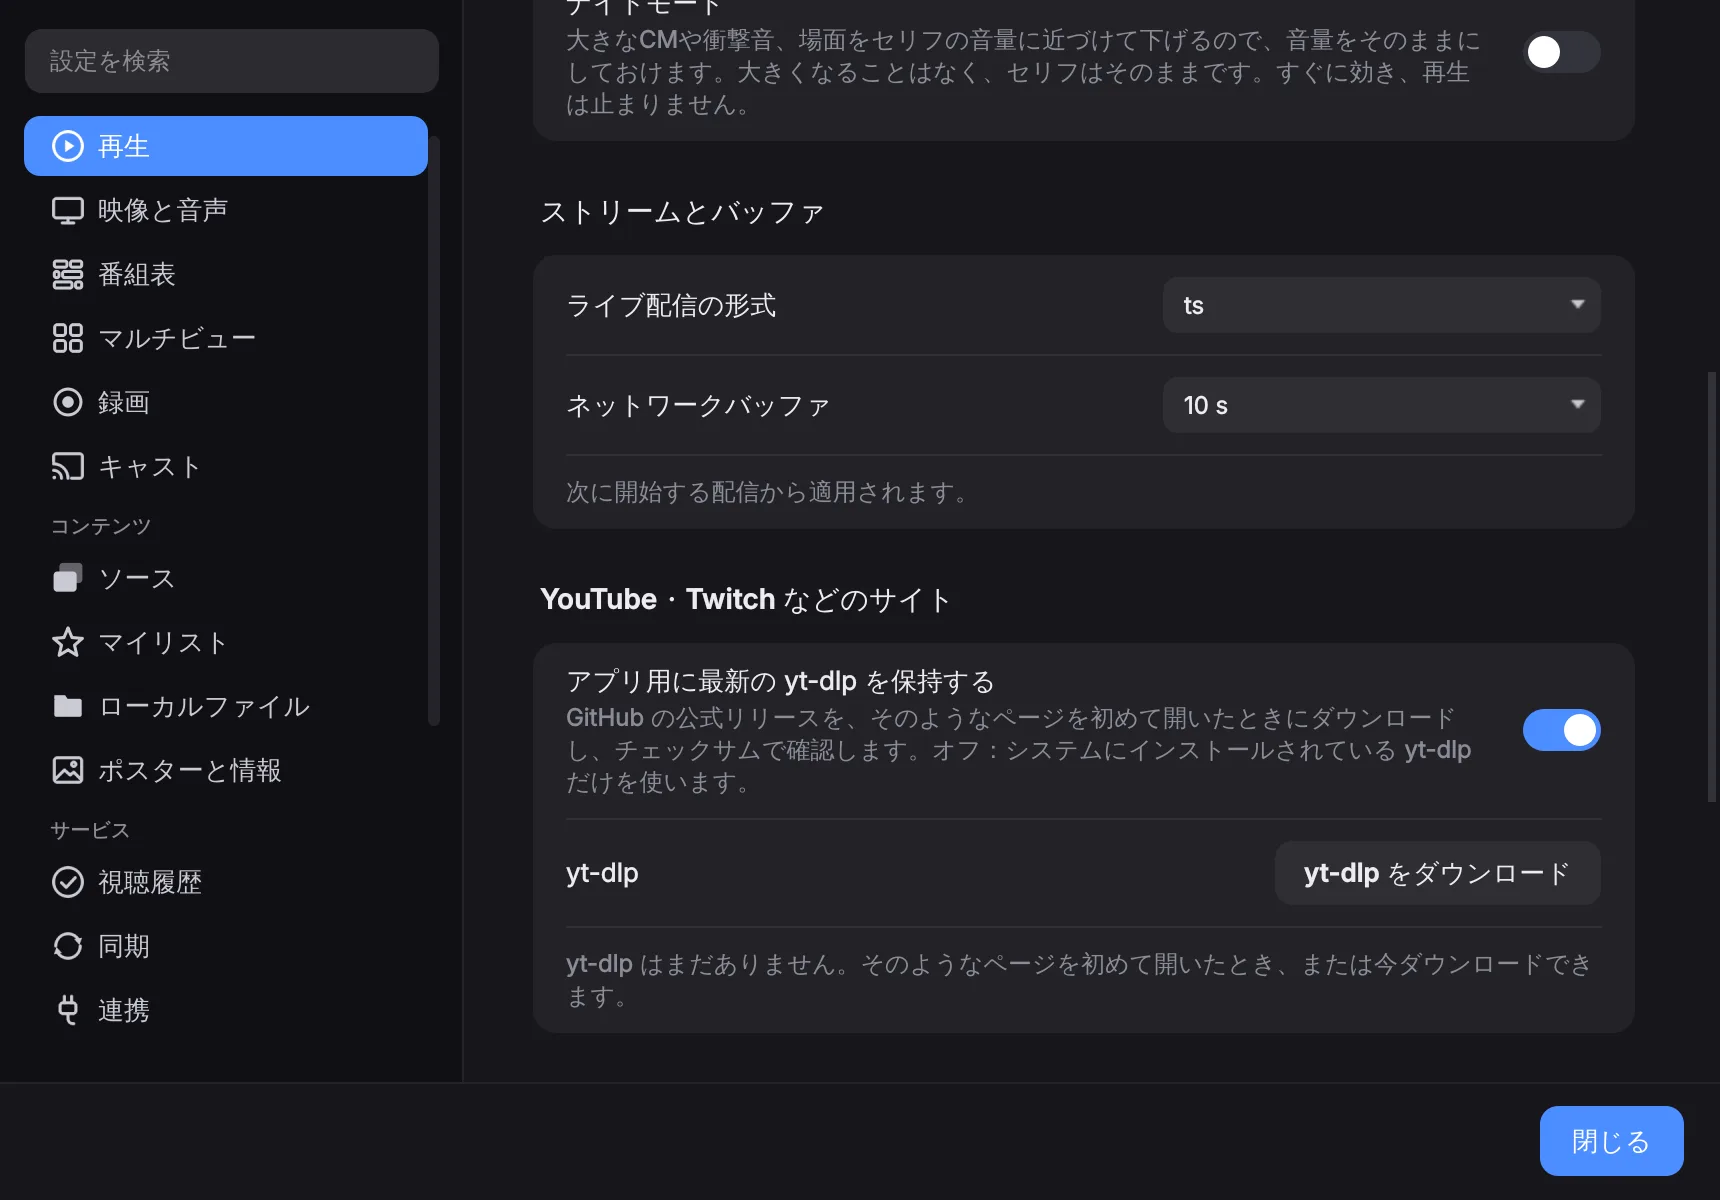 設定を検索
再生
映像と音声
番組表
マルチビュー
録画
キャスト
コンテンツ
ソース
マイリスト
ローカルファイル
ポスターと情報
サービス
視聴履歴
同期
連携
ナイトモード
大きなCMや衝撃音、場面をセリフの音量に近づけて下げるので、音量をそのままに
しておけます。大きくなることはなく、セリフはそのままです。すぐに効き、再生
は止まりません。
ストリームとバッファ
ライブ配信の形式
ts
ネットワークバッファ
10 s
次に開始する配信から適用されます。
YouTube・Twitch などのサイト
アプリ用に最新の yt-dlp を保持する
GitHub の公式リリースを、そのようなページを初めて開いたときにダウンロード
し、チェックサムで確認します。オフ：システムにインストールされている yt-dlp
だけを使います。
yt-dlp
yt-dlp をダウンロード
yt-dlp はまだありません。そのようなページを初めて開いたとき、または今ダウンロードでき
ます。
閉じる